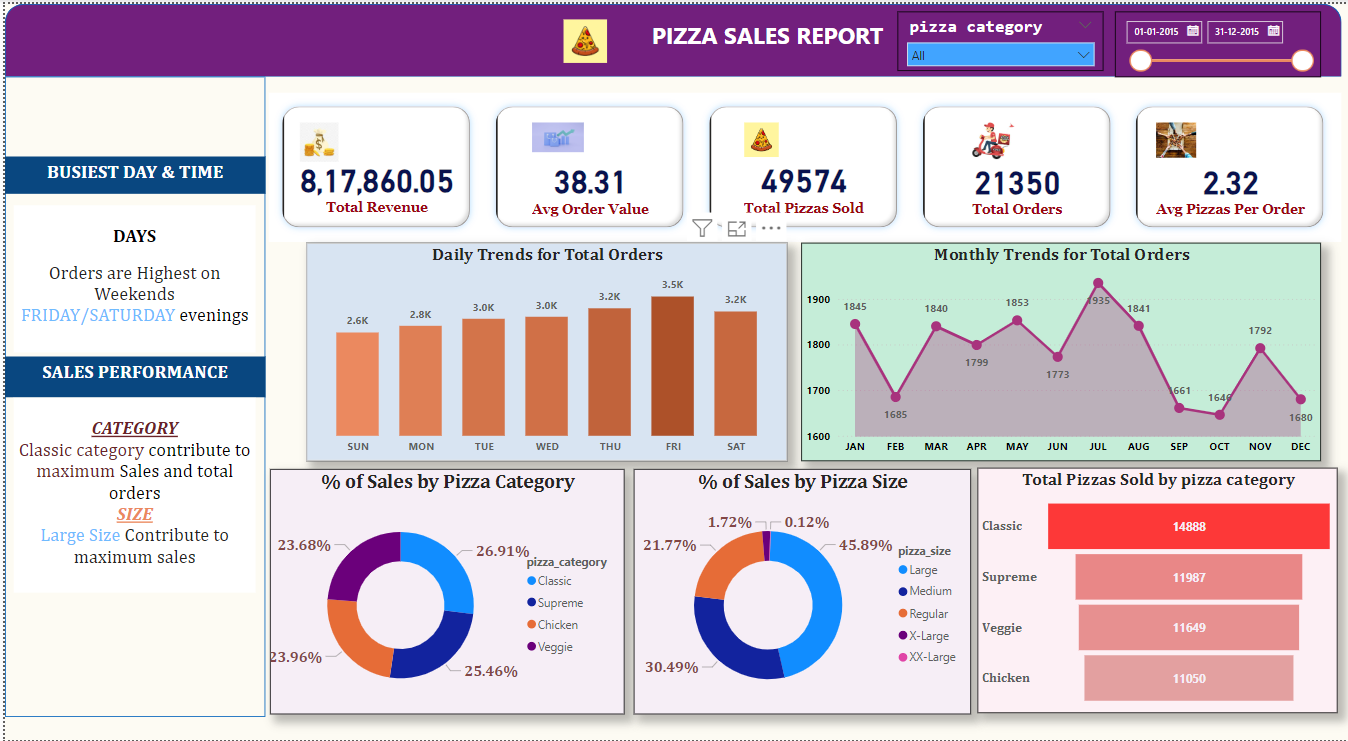 PIZZA SALES REPORT
pizza category
All
01-01-2015
31-12-2015
BUSIEST DAY & TIME
DAYS
Orders are Highest on
Weekends
FRIDAY/SATURDAY evenings
SALES PERFORMANCE
CATEGORY
Classic category contribute to
maximum Sales and total
orders
SIZE
Large Size Contribute to
maximum sales
8,17,860.05
Total Revenue
38.31
Avg Order Value
49574
Total Pizzas Sold
21350
Total Orders
2.32
Avg Pizzas Per Order
Daily Trends for Total Orders
2.6K
2.8K
3.0K
3.0K
3.2K
3.5K
3.2K
SUN MON TUE WED THU FRI SAT
Monthly Trends for Total Orders
1900
1800
1700
1600
1845
1685
1840
1799
1853
1773
1935
1841
1661
1646
1792
1680
JAN FEB MAR APR MAY JUN JUL AUG SEP OCT NOV DEC
% of Sales by Pizza Category
26.91%
25.46%
23.96%
23.68%
pizza_category
Classic
Supreme
Chicken
Veggie
% of Sales by Pizza Size
45.89%
30.49%
21.77%
1.72%
0.12%
pizza_size
Large
Medium
Regular
X-Large
XX-Large
Total Pizzas Sold by pizza category
Classic 14888
Supreme 11987
Veggie 11649
Chicken 11050